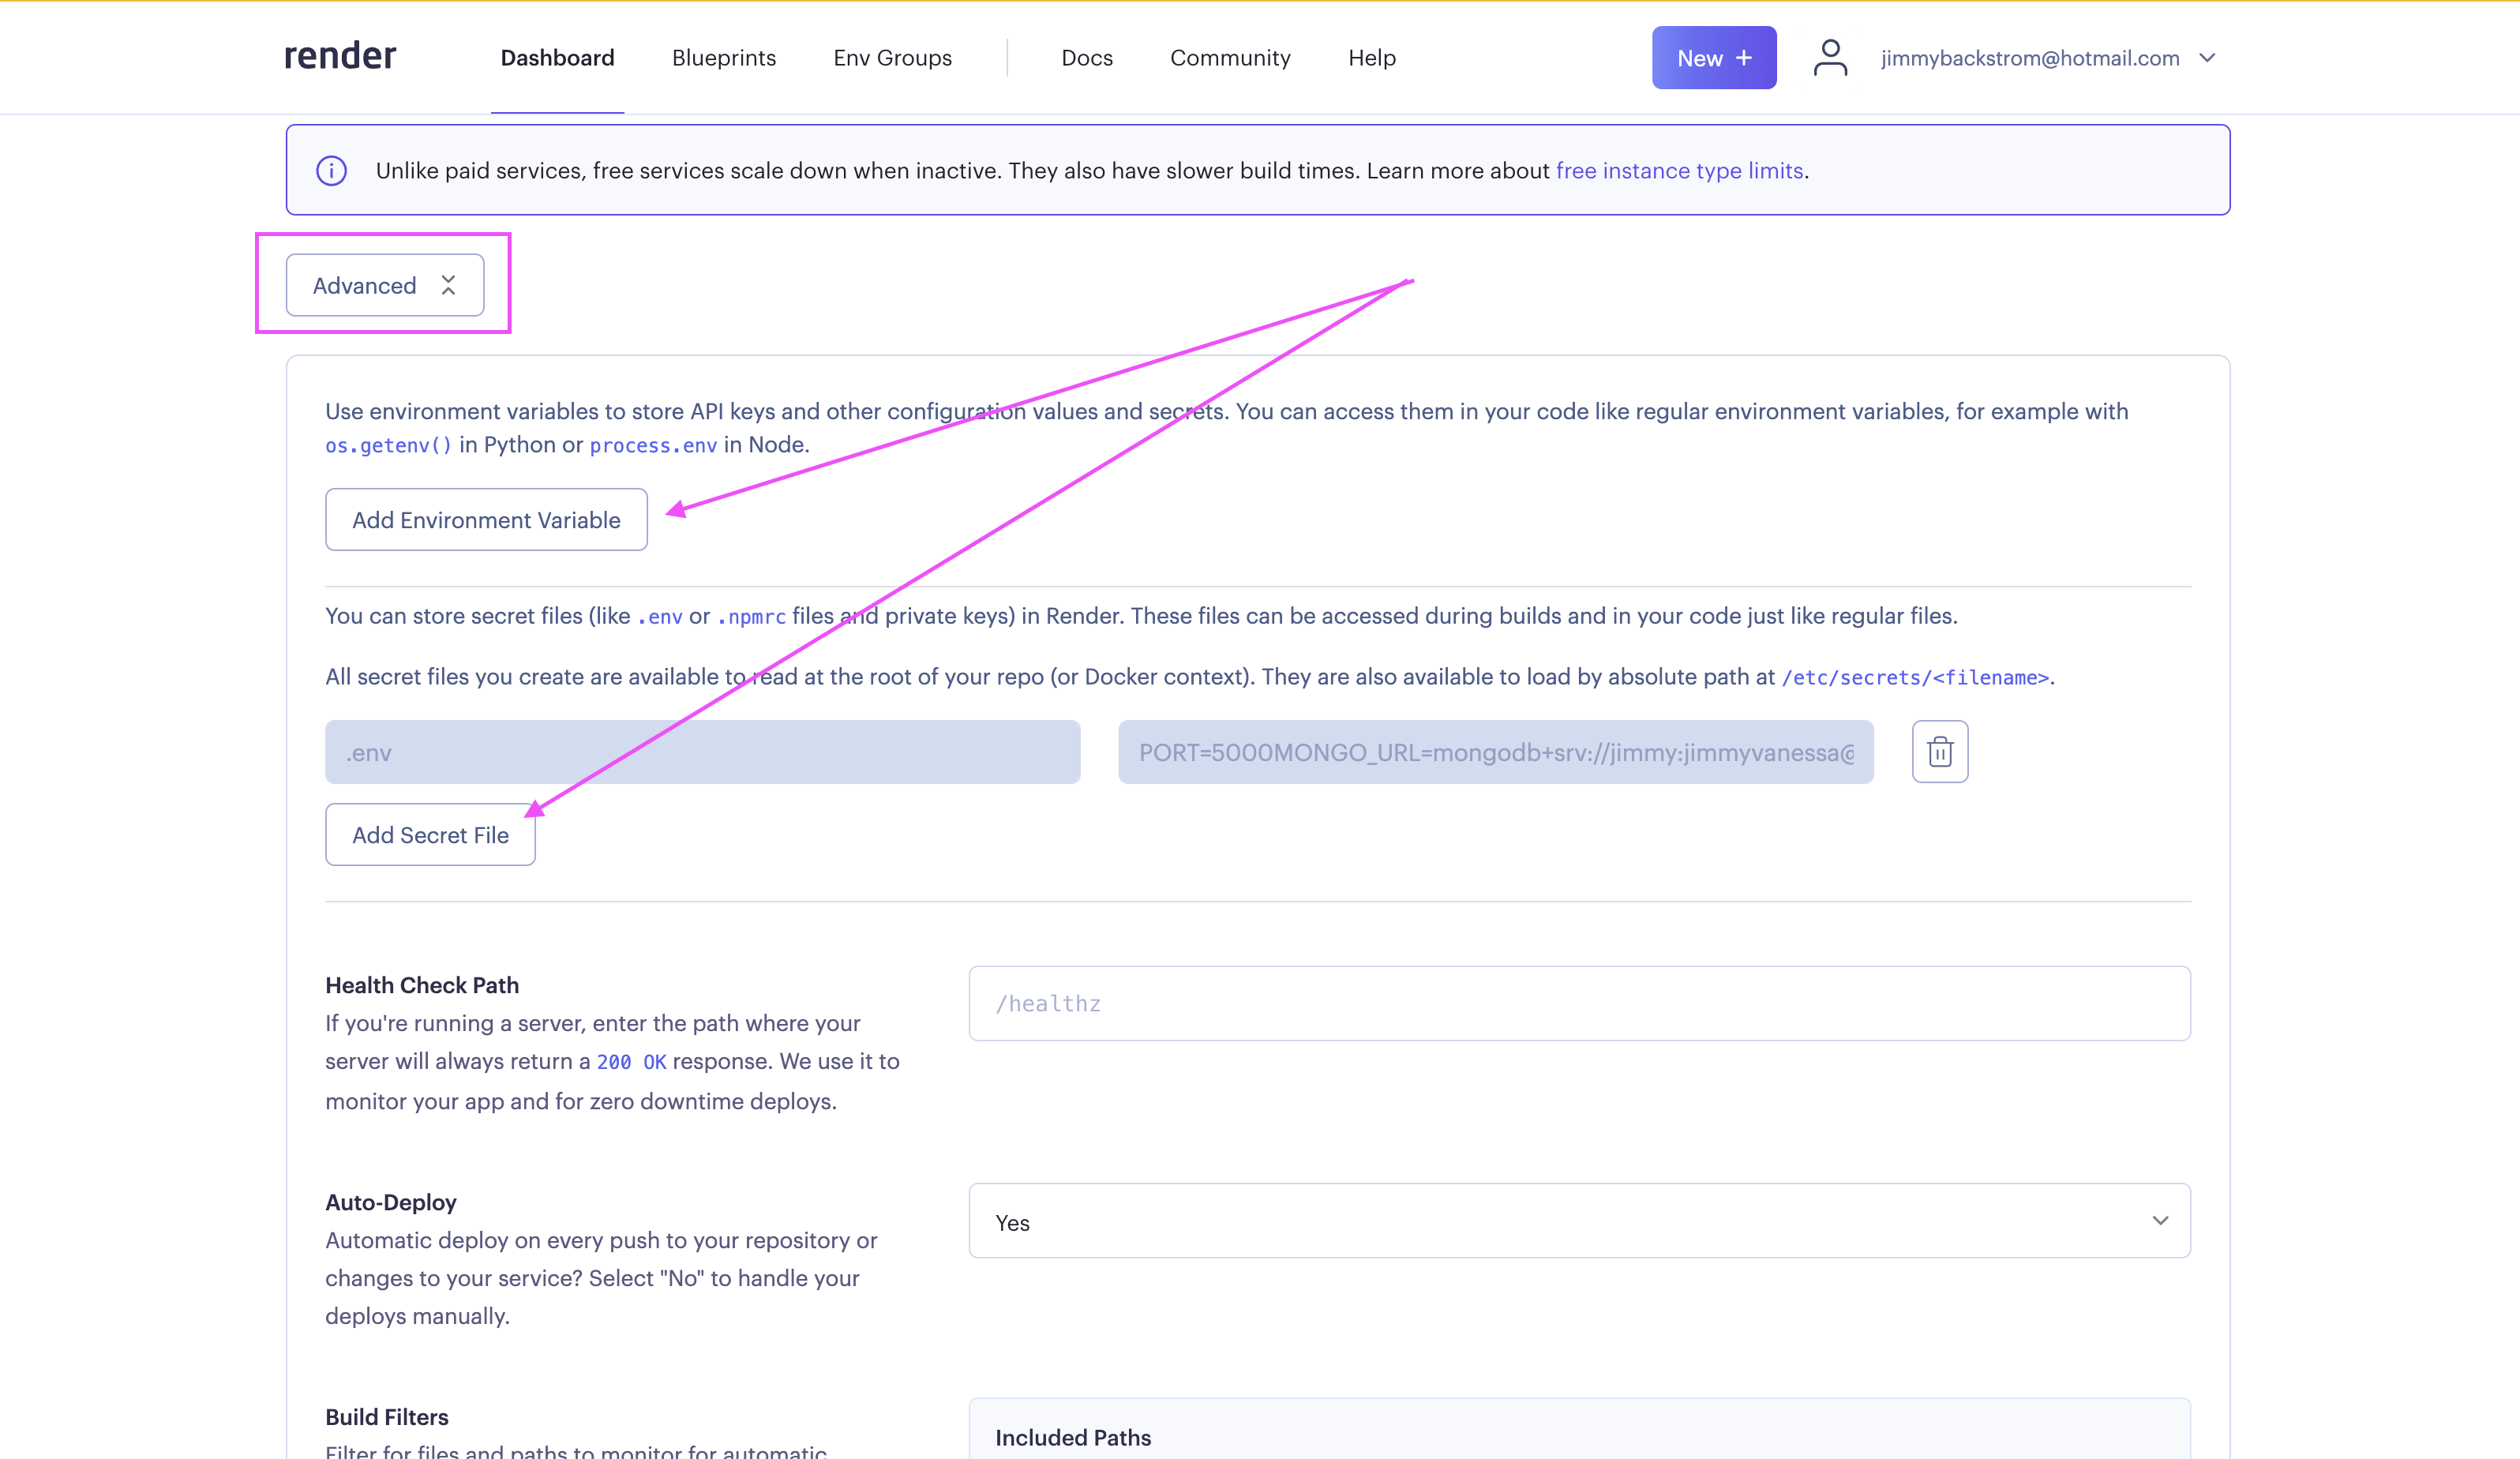 render
Dashboard
Blueprints
Env Groups
Docs
Community
Help
New +
jimmybackstrom@hotmail.com
Unlike paid services, free services scale down when inactive. They also have slower build times. Learn more about free instance type limits.
Advanced
Use environment variables to store API keys and other configuration values and secrets. You can access them in your code like regular environment variables, for example with
os.getenv() in Python or process.env in Node.
Add Environment Variable
You can store secret files (like .env or .npmrc files and private keys) in Render. These files can be accessed during builds and in your code just like regular files.
All secret files you create are available to read at the root of your repo (or Docker context). They are also available to load by absolute path at /etc/secrets/<filename>.
.env
PORT=5000MONGO_URL=mongodb+srv://jimmy:jimmyvanessa@
Add Secret File
Health Check Path
If you're running a server, enter the path where your
server will always return a 200 OK response. We use it to
monitor your app and for zero downtime deploys.
/healthz
Auto-Deploy
Automatic deploy on every push to your repository or
changes to your service? Select "No" to handle your
deploys manually.
Yes
Build Filters
Filter for files and paths to monitor for automatic
Included Paths